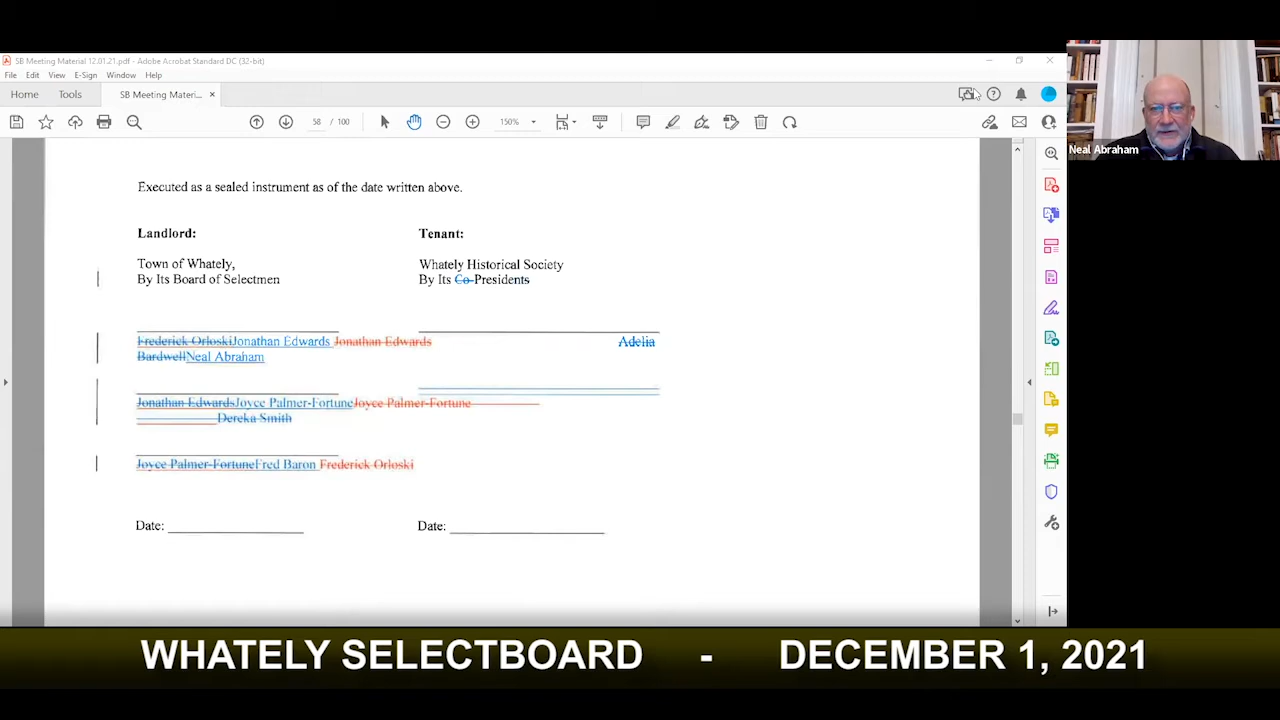 SB Meeting Material 12.01.21.pdf - Adobe Acrobat Standard DC (32-bit)
File Edit View E-Sign Window Help
Home Tools SB Meeting Materi... ×
58 / 100 150%
Neal Abraham
Executed as a sealed instrument as of the date written above.
Landlord: Tenant:
Town of Whately, Whately Historical Society
By Its Board of Selectmen By Its Co-Presidents
Frederick OrloskiJonathan Edwards Jonathan Edwards Adelia
BardwellNeal Abraham
Jonathan EdwardsJoyce Palmer-FortuneJoyce Palmer-Fortune
Dereka Smith
Joyce Palmer-FortuneFred Baron Frederick Orloski
Date: Date:
WHATELY SELECTBOARD - DECEMBER 1, 2021